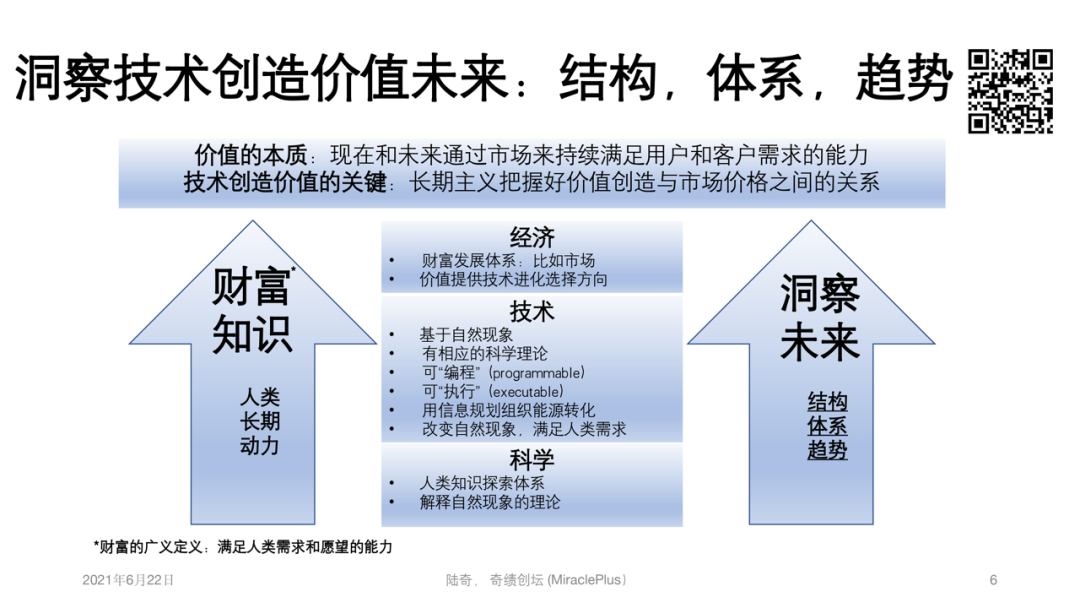 洞察技术创造价值未来：结构，体系，趋势
价值的本质：现在和未来通过市场来持续满足用户和客户需求的能力
技术创造价值的关键：长期主义把握好价值创造与市场价格之间的关系
财富*
知识
人类
长期
动力
经济
• 财富发展体系：比如市场
• 价值提供技术进化选择方向
技术
• 基于自然现象
• 有相应的科学理论
• 可“编程”（programmable）
• 可“执行”（executable）
• 用信息规划组织能源转化
• 改变自然现象，满足人类需求
科学
• 人类知识探索体系
• 解释自然现象的理论
洞察
未来
结构
体系
趋势
*财富的广义定义：满足人类需求和愿望的能力
2021年6月22日
陆奇， 奇绩创坛 (MiraclePlus）
6